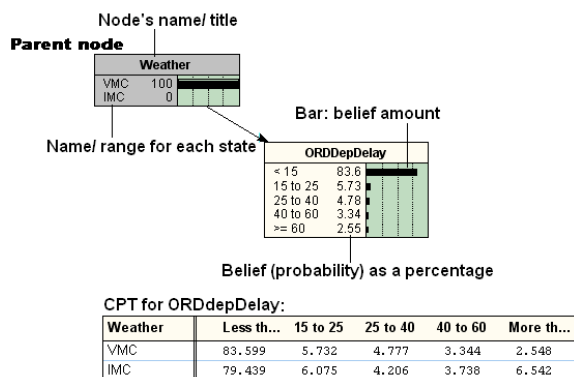 Node's name/ title
Parent node
Weather
VMC 100
IMC 0
Bar: belief amount
Name/ range for each state
ORDDepDelay
< 15 83.6
15 to 25 5.73
25 to 40 4.78
40 to 60 3.34
>= 60 2.55
Belief (probability) as a percentage
CPT for ORDdepDelay:
Weather Less th... 15 to 25 25 to 40 40 to 60 More th...
VMC 83.599 5.732 4.777 3.344 2.548
IMC 79.439 6.075 4.206 3.738 6.542